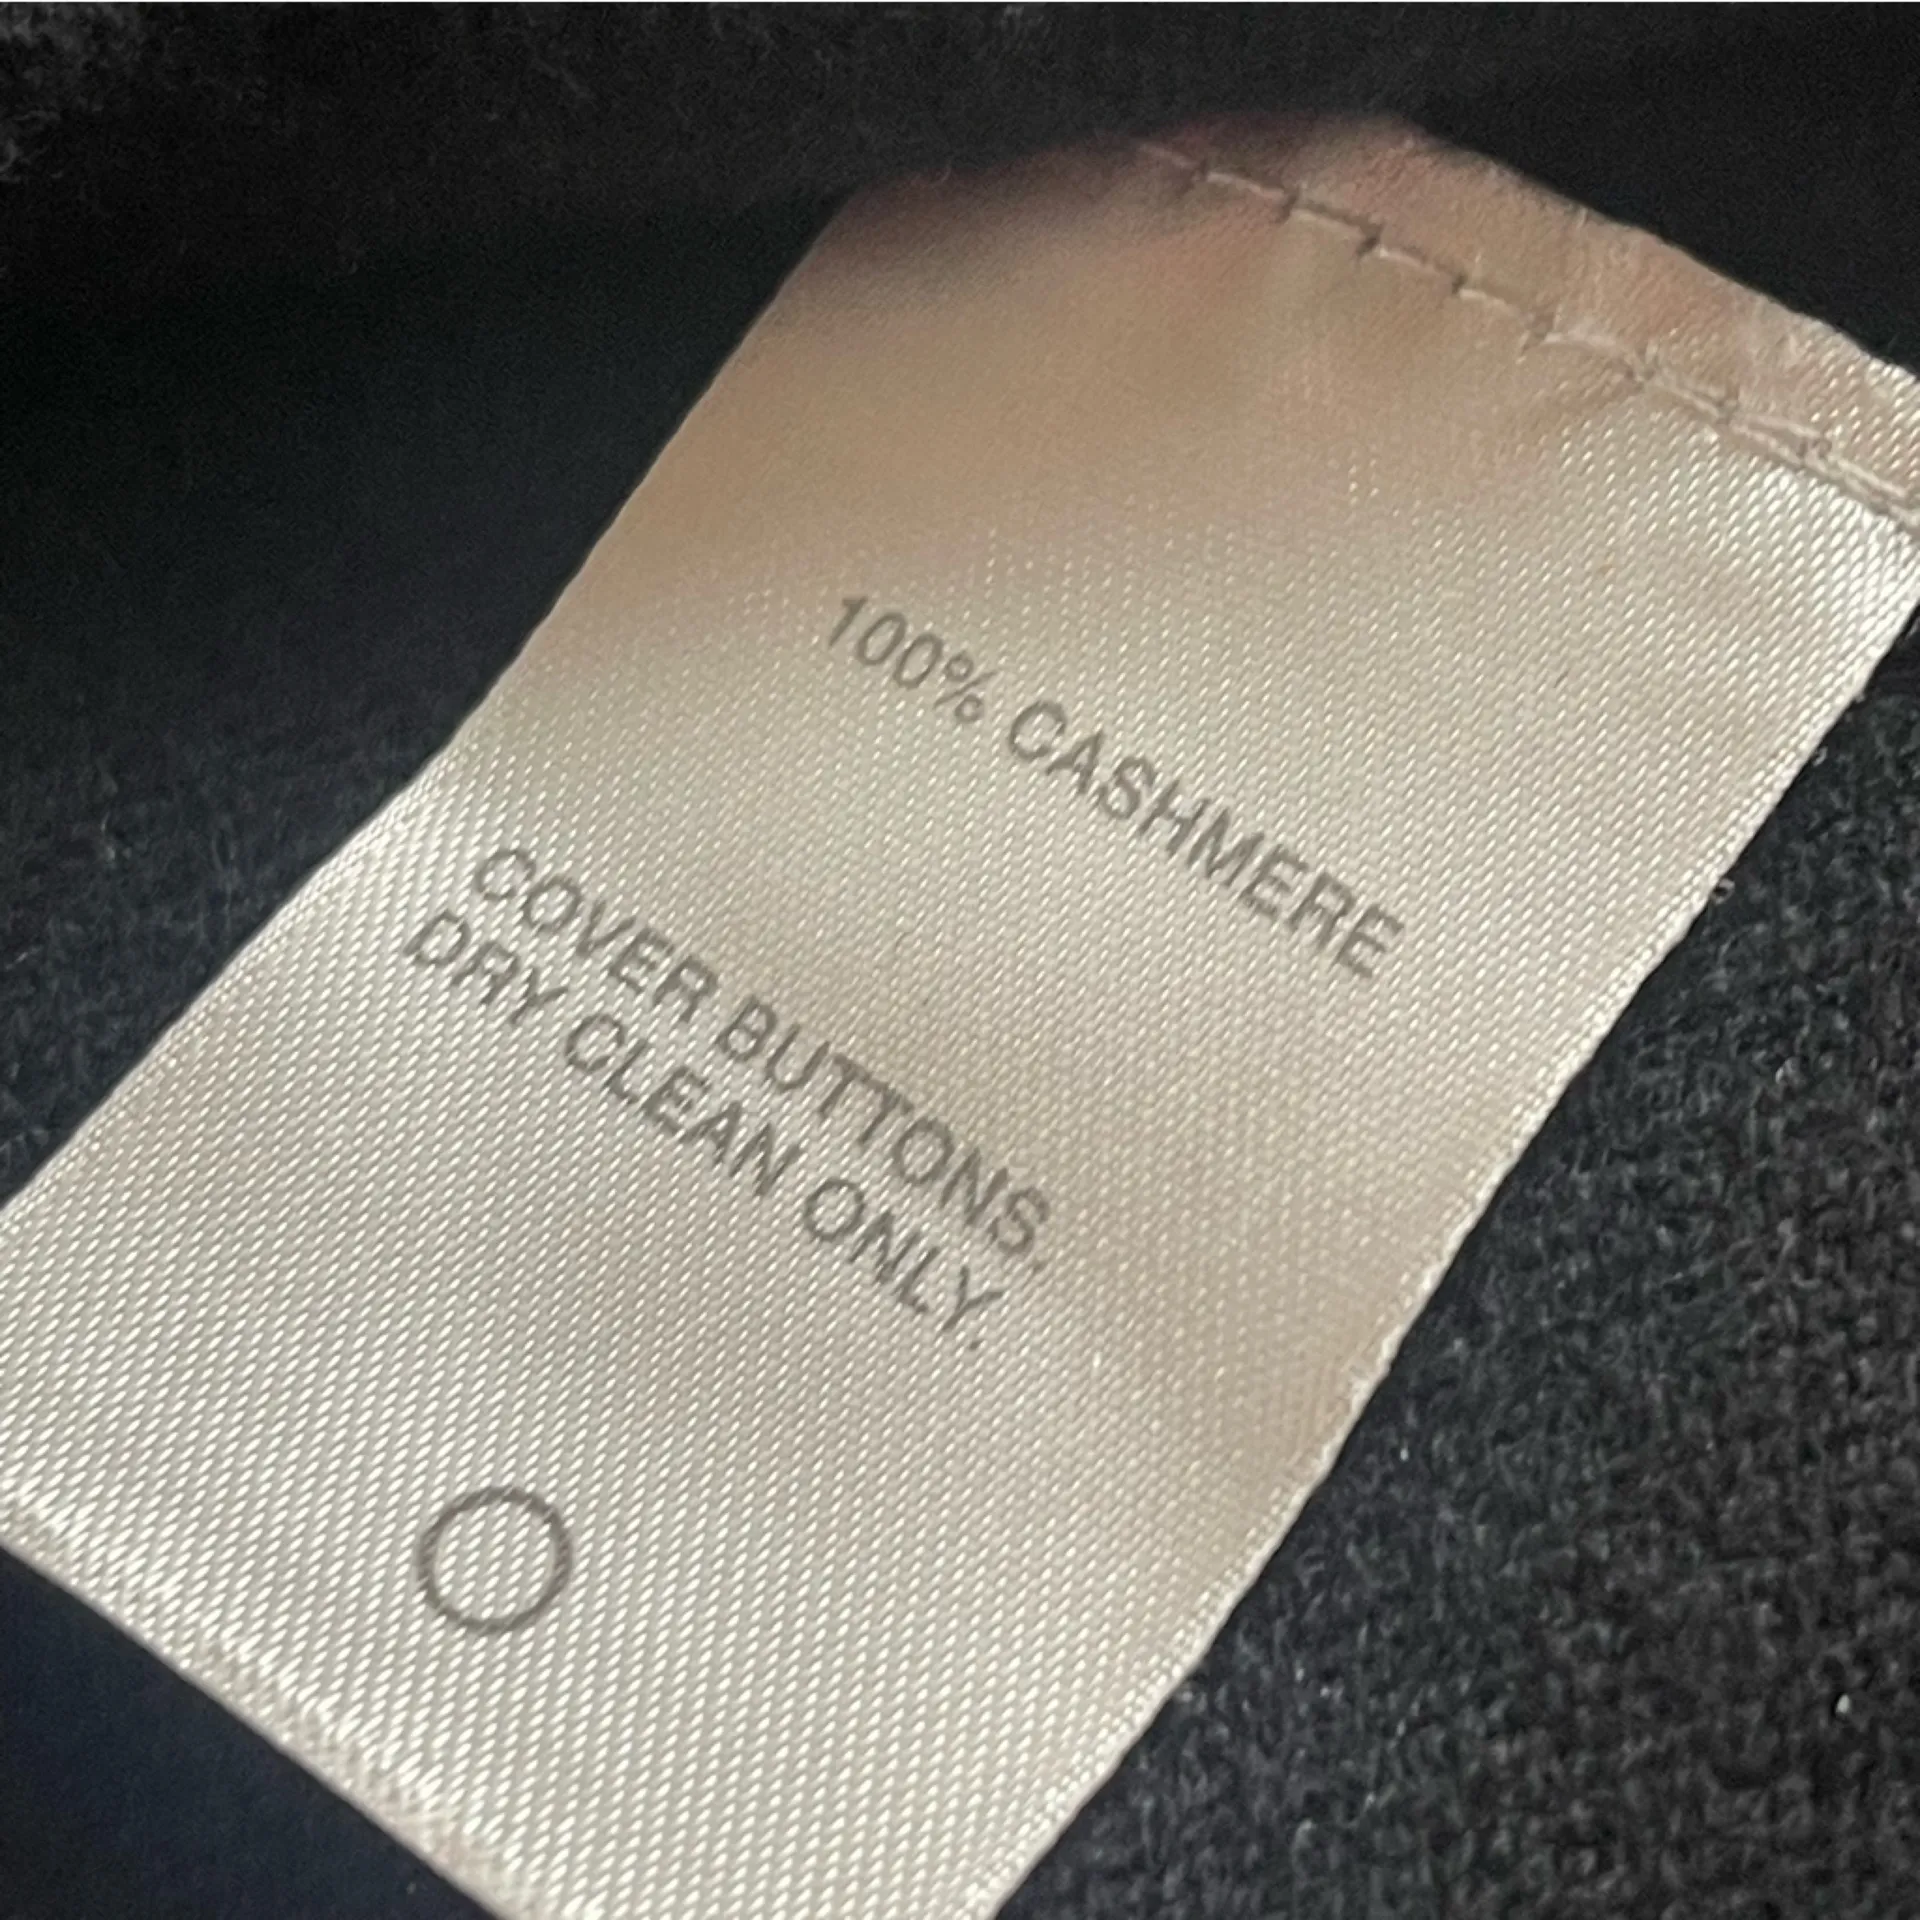 100% CASHMERE
COVER BUTTONS
DRY CLEAN ONLY.